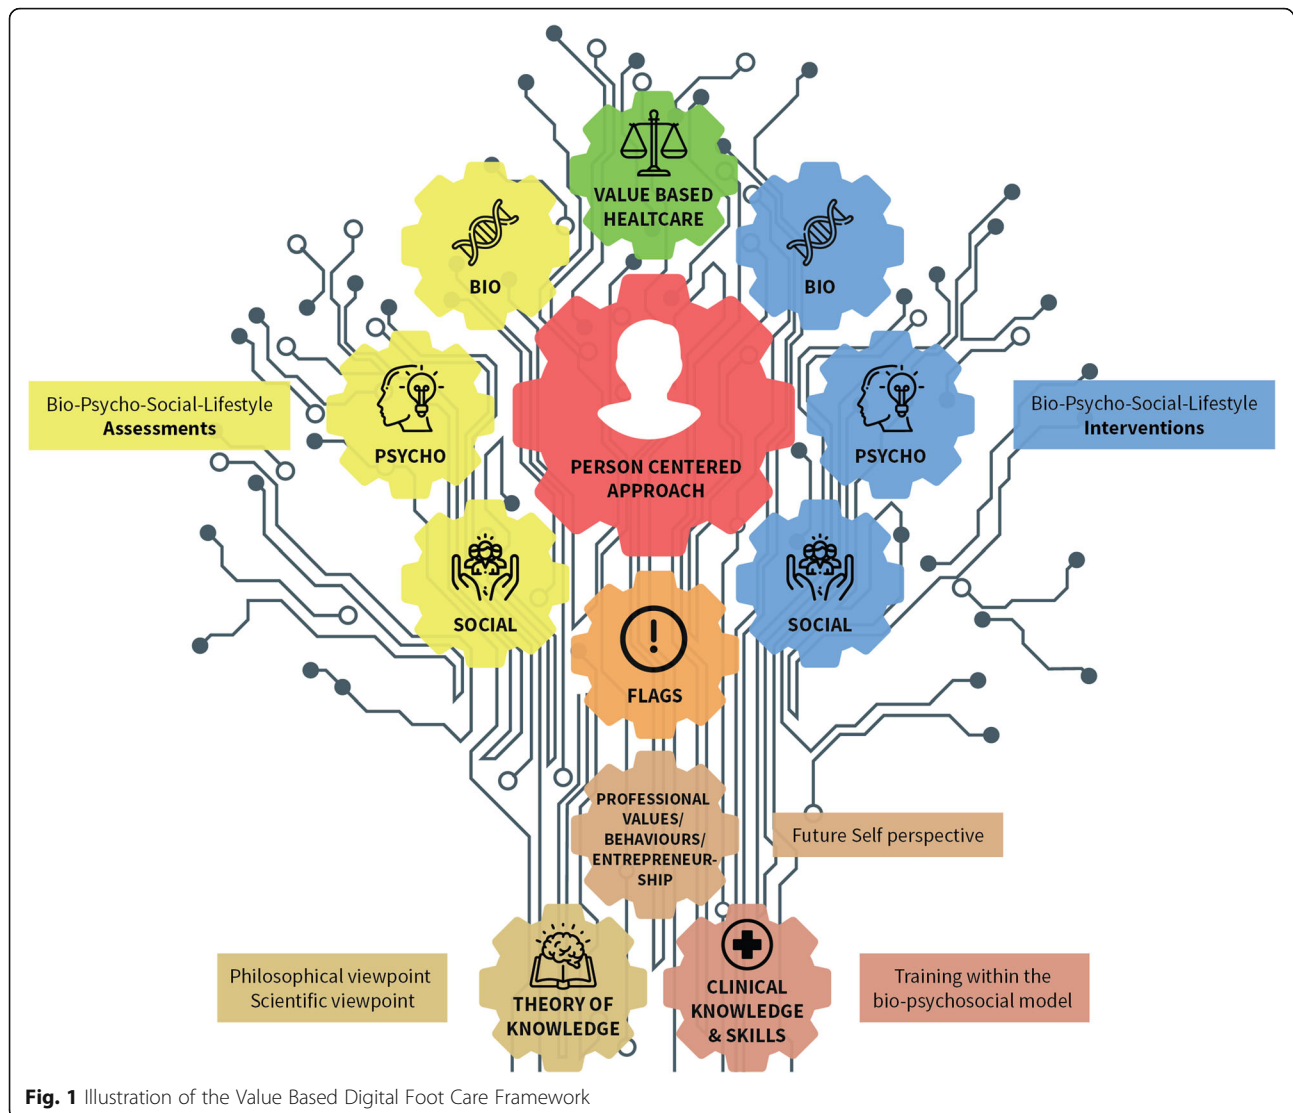 VALUE BASED
HEALTCARE
BIO
BIO
Bio-Psycho-Social-Lifestyle
Assessments
PSYCHO
PERSON CENTERED
APPROACH
PSYCHO
Bio-Psycho-Social-Lifestyle
Interventions
SOCIAL
SOCIAL
FLAGS
PROFESSIONAL
VALUES/
BEHAVIOURS/
ENTREPRENEUR-
SHIP
Future Self perspective
Philosophical viewpoint
Scientific viewpoint
THEORY OF
KNOWLEDGE
CLINICAL
KNOWLEDGE
& SKILLS
Training within the
bio-psychosocial model
Fig. 1 Illustration of the Value Based Digital Foot Care Framework